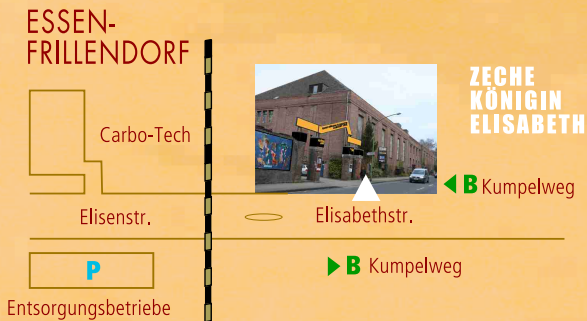 ESSEN-
FRILLENDORF
ZECHE
KÖNIGIN
ELISABETH
Carbo-Tech
B Kumpelweg
Elisenstr.
Elisabethstr.
P
B Kumpelweg
Entsorgungsbetriebe